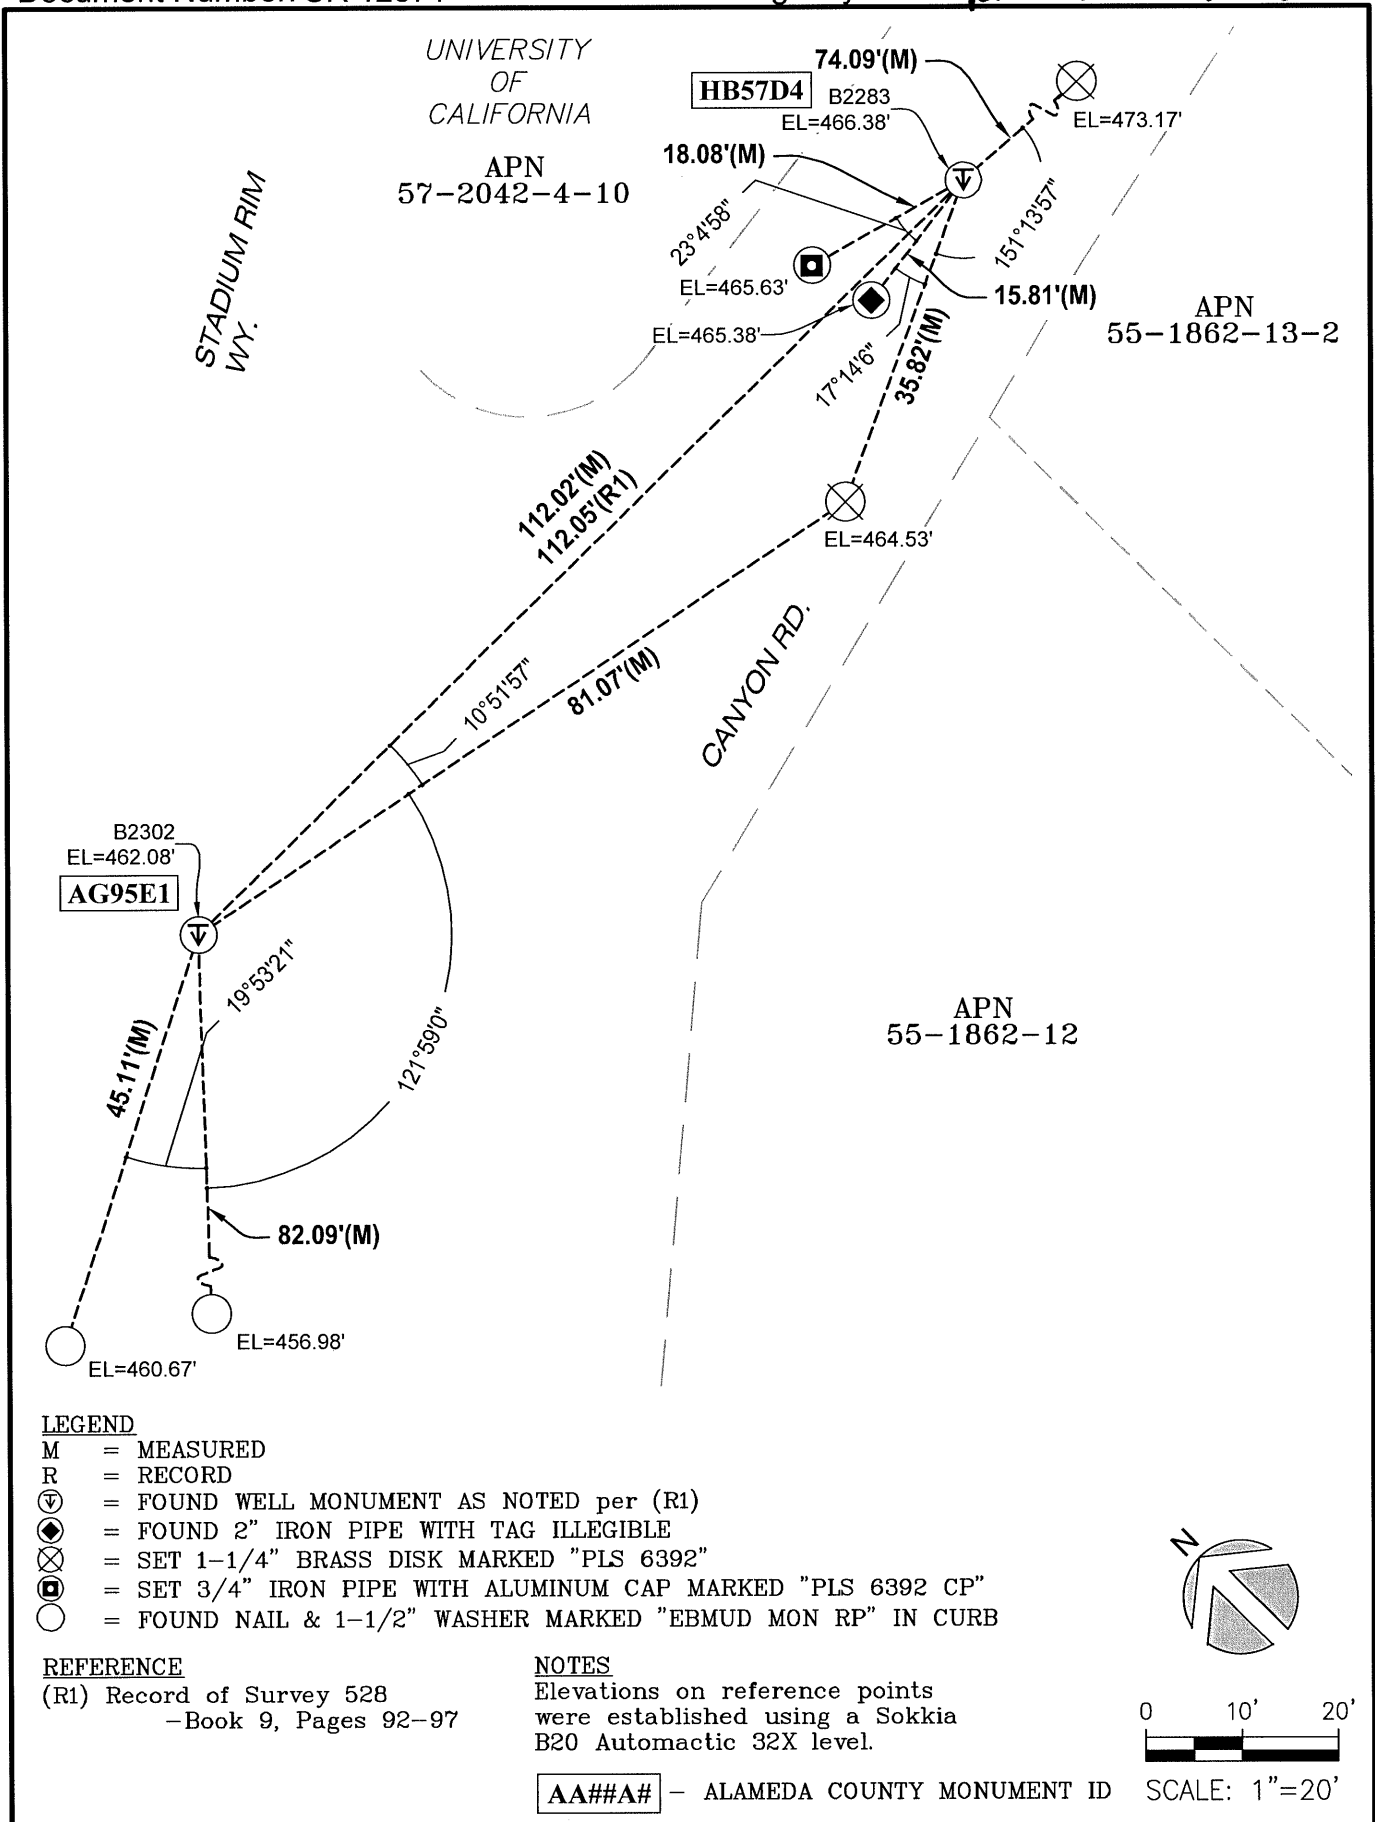 UNIVERSITY
OF
CALIFORNIA
APN
57-2042-4-10
STADIUM RIM
WY.
HB57D4
B2283
EL=466.38'
74.09'(M)
EL=473.17'
18.08'(M)
23°4'58"
EL=465.63'
EL=465.38'
151°13'57"
15.81'(M)
17°14'6"
35.82'(M)
APN
55-1862-13-2
112.02'(M)
112.05'(R1)
EL=464.53'
CANYON RD.
10°51'57"
81.07'(M)
B2302
EL=462.08'
AG95E1
19°53'21"
45.11'(M)
121°59'0"
APN
55-1862-12
82.09'(M)
EL=456.98'
EL=460.67'
LEGEND
M = MEASURED
R = RECORD
= FOUND WELL MONUMENT AS NOTED per (R1)
= FOUND 2" IRON PIPE WITH TAG ILLEGIBLE
= SET 1-1/4" BRASS DISK MARKED "PLS 6392"
= SET 3/4" IRON PIPE WITH ALUMINUM CAP MARKED "PLS 6392 CP"
= FOUND NAIL & 1-1/2" WASHER MARKED "EBMUD MON RP" IN CURB
REFERENCE
(R1) Record of Survey 528
-Book 9, Pages 92-97
NOTES
Elevations on reference points
were established using a Sokkia
B20 Automactic 32X level.
AA##A# - ALAMEDA COUNTY MONUMENT ID
N
0 10' 20'
SCALE: 1"=20'